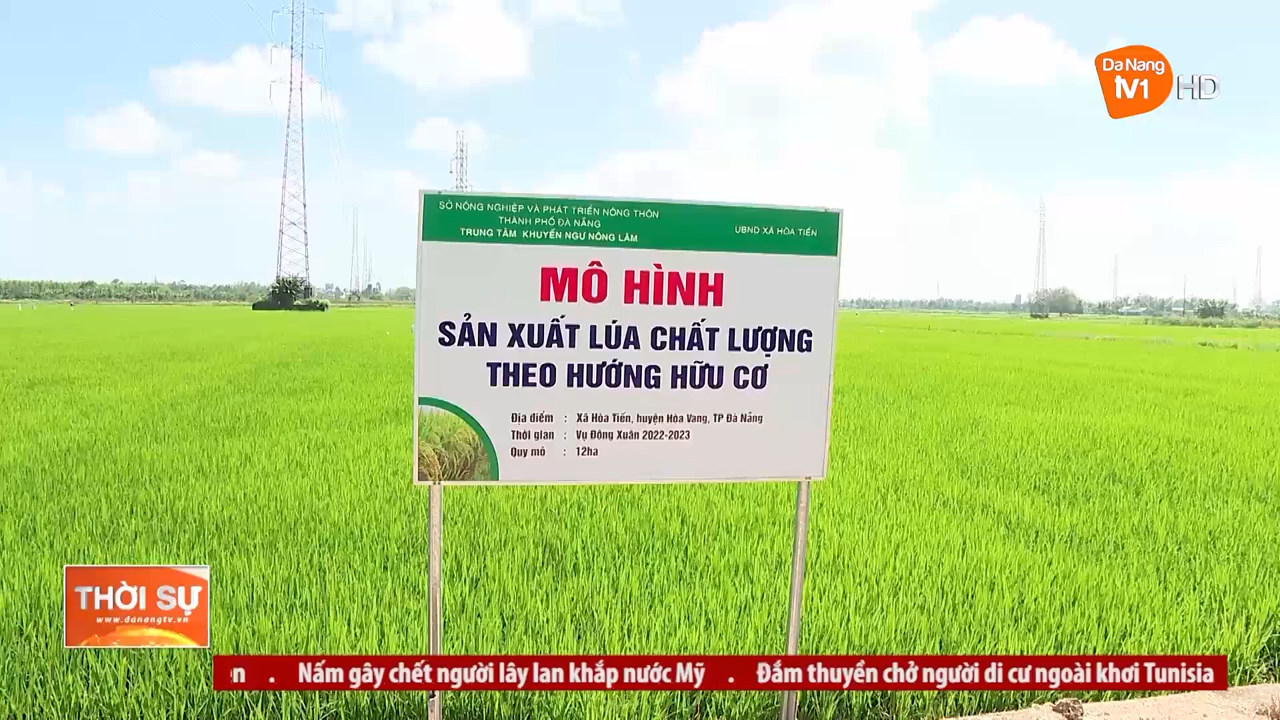 Da Nang
TV1 HD
SỞ NÔNG NGHIỆP VÀ PHÁT TRIỂN NÔNG THÔN
THÀNH PHỐ ĐÀ NẴNG
TRUNG TÂM KHUYẾN NGƯ NÔNG LÂM
UBND XÃ HÒA TIẾN
MÔ HÌNH
SẢN XUẤT LÚA CHẤT LƯỢNG
THEO HƯỚNG HỮU CƠ
Địa điểm : Xã Hòa Tiến, huyện Hòa Vang, TP Đà Nẵng
Thời gian : Vụ Đông Xuân 2022-2023
Quy mô : 12ha
THỜI SỰ
www.danangtv.vn
. Nấm gây chết người lây lan khắp nước Mỹ . Đắm thuyền chở người di cư ngoài khơi Tunisia